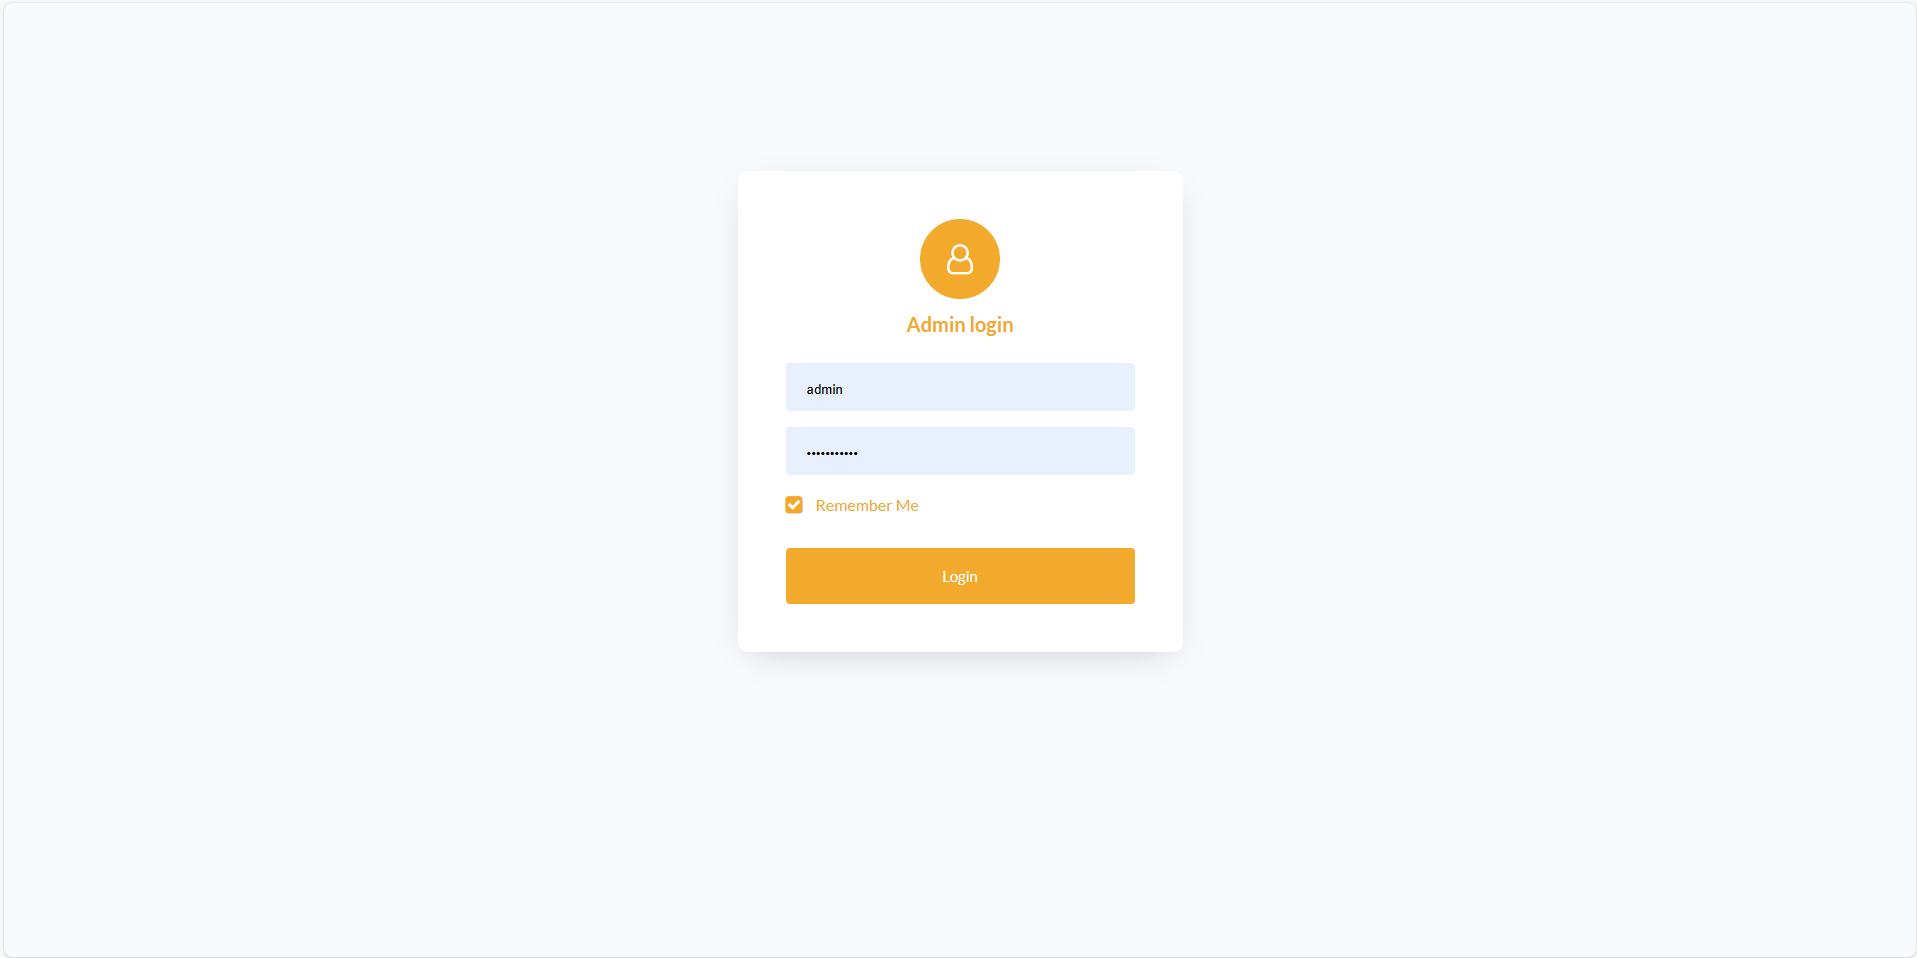 Admin login
admin
•••••••••••
Remember Me
Login